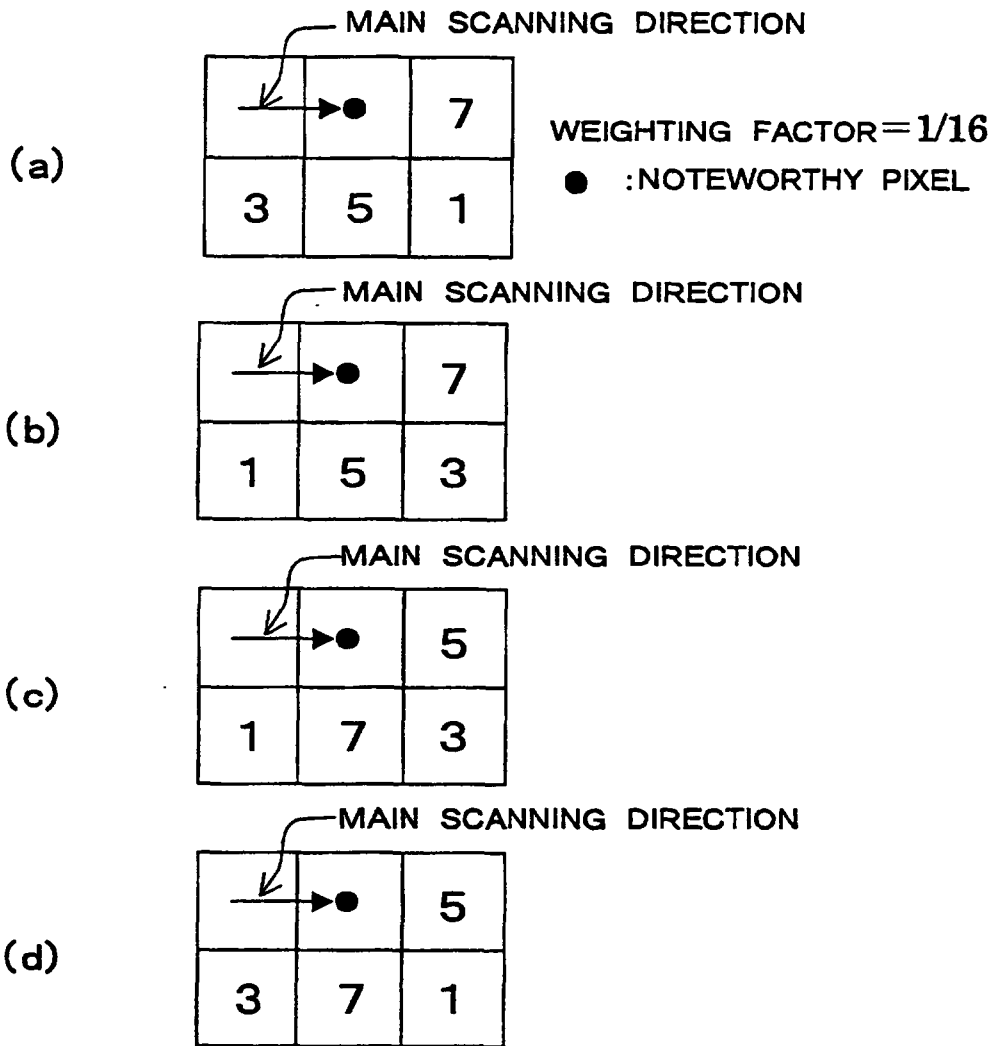 MAIN SCANNING DIRECTION
7
WEIGHTING FACTOR=1/16
(a)
● :NOTEWORTHY PIXEL
3 5 1
MAIN SCANNING DIRECTION
7
(b)
1 5 3
MAIN SCANNING DIRECTION
5
(c)
1 7 3
MAIN SCANNING DIRECTION
5
(d)
3 7 1